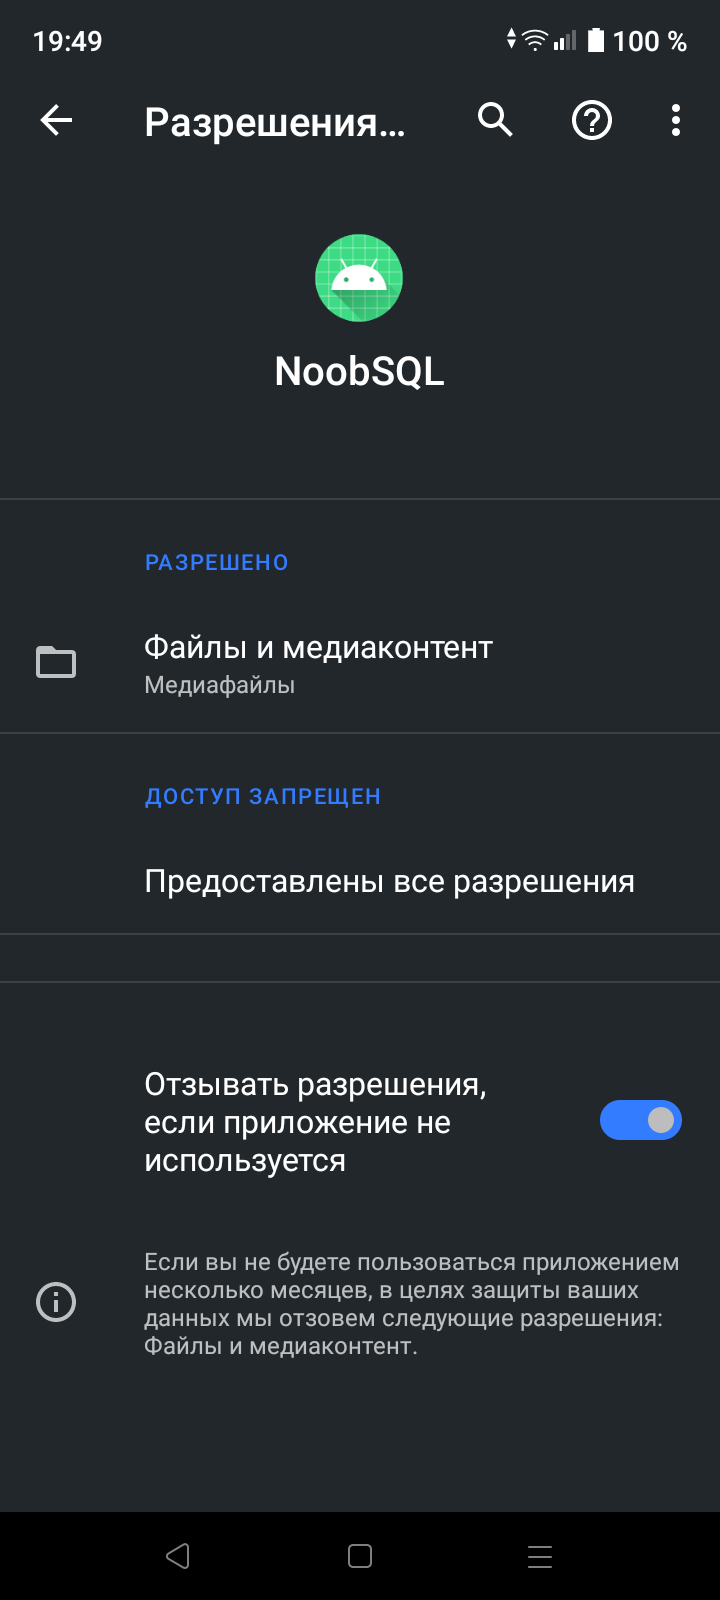 19:49
100 %
Разрешения...
NoobSQL
РАЗРЕШЕНО
Файлы и медиаконтент
Медиафайлы
ДОСТУП ЗАПРЕЩЕН
Предоставлены все разрешения
Отзывать разрешения,
если приложение не
используется
Если вы не будете пользоваться приложением
несколько месяцев, в целях защиты ваших
данных мы отзовем следующие разрешения:
Файлы и медиаконтент.